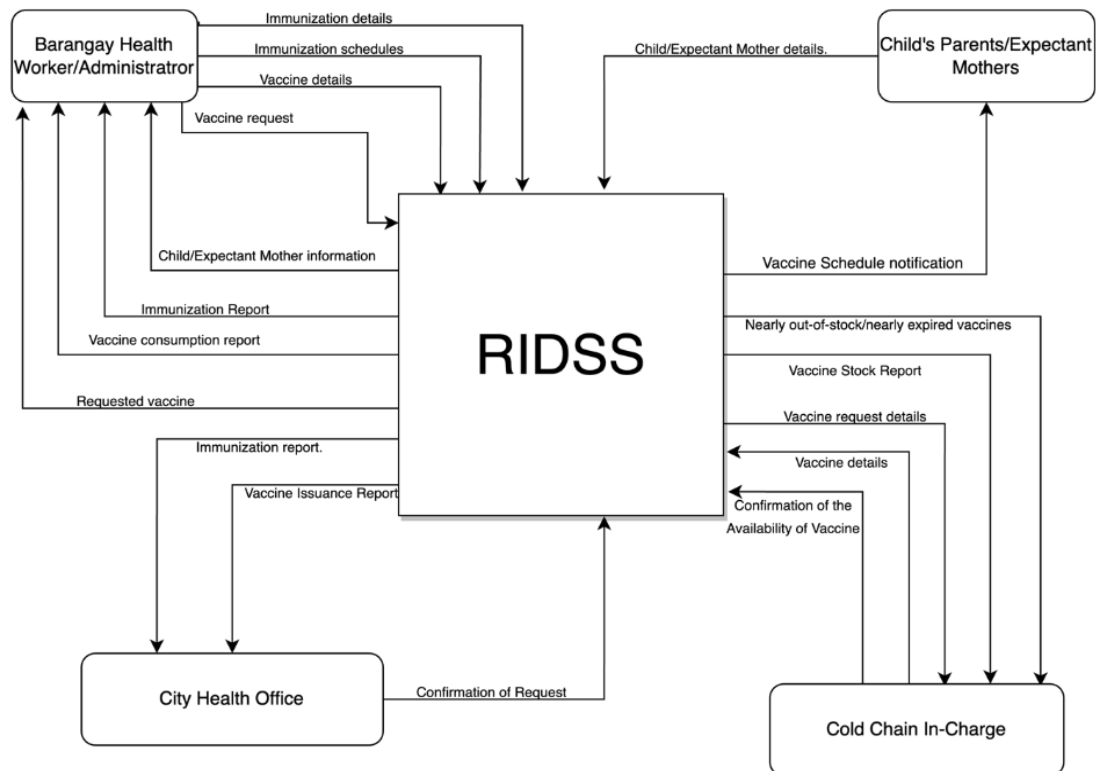 Immunization details
Barangay Health
Worker/Administratror
Immunization schedules
Vaccine details
Vaccine request
Child/Expectant Mother details.
Child's Parents/Expectant
Mothers
Child/Expectant Mother information
Immunization Report
Vaccine consumption report
Requested vaccine
Immunization report.
Vaccine Issuance Report
RIDSS
Vaccine Schedule notification
Nearly out-of-stock/nearly expired vaccines
Vaccine Stock Report
Vaccine request details
Vaccine details
Confirmation of the
Availability of Vaccine
City Health Office
Confirmation of Request
Cold Chain In-Charge